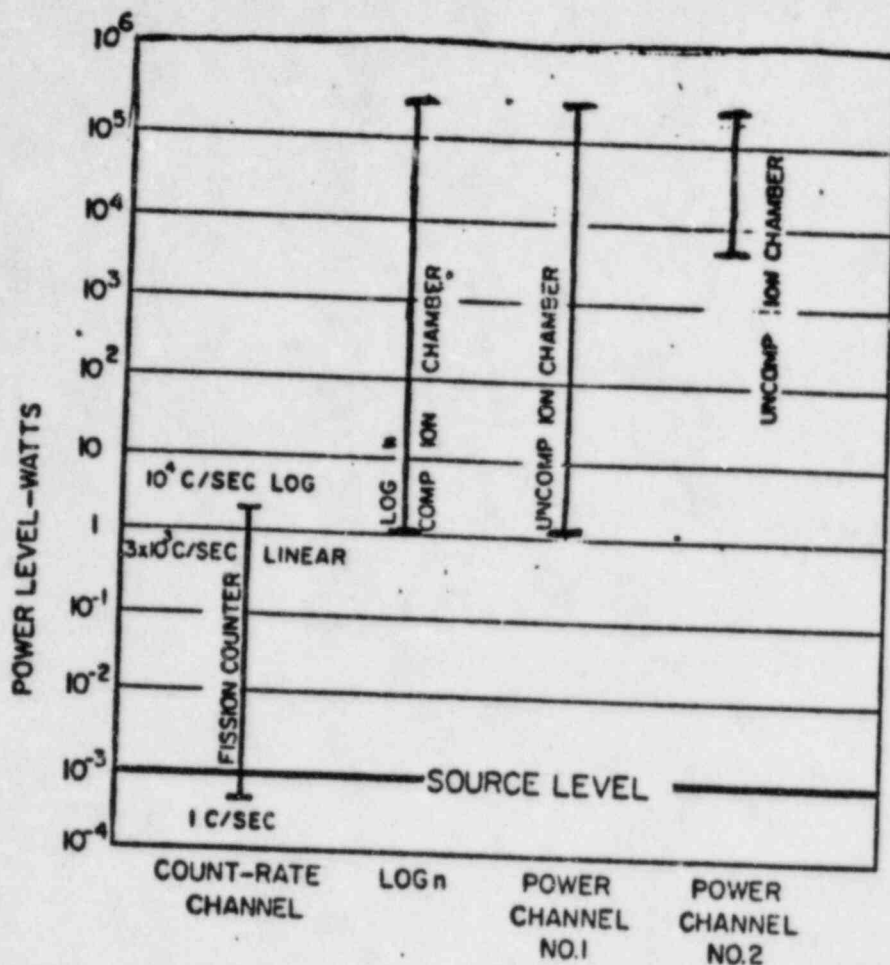 10⁶
10⁵
10⁴
10³
10²
10
1
10⁻¹
10⁻²
10⁻³
10⁻⁴
POWER LEVEL-WATTS
10⁴ C/SEC LOG
3x10³ C/SEC LINEAR
FISSION COUNTER
1 C/SEC
LOG n
COMP ION CHAMBER
UNCOMP ION CHAMBER
UNCOMP ION CHAMBER
SOURCE LEVEL
COUNT-RATE
CHANNEL
LOG n
POWER
CHANNEL
NO.1
POWER
CHANNEL
NO.2